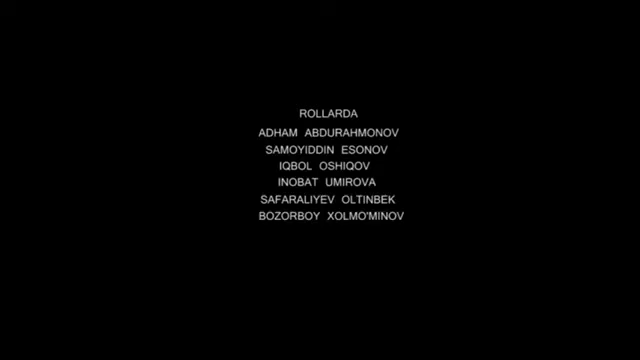 ROLLARDA
ADHAM ABDURAHMONOV
SAMOYIDDIN ESONOV
IQBOL OSHIQOV
INOBAT UMIROVA
SAFARALIYEV OLTINBEK
BOZORBOY XOLMO'MINOV